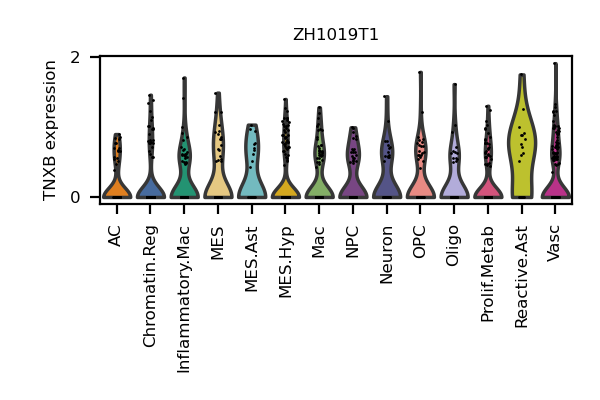 ZH1019T1
TNXB expression
2
0
AC
Chromatin.Reg
Inflammatory.Mac
MES
MES.Ast
MES.Hyp
Mac
NPC
Neuron
OPC
Oligo
Prolif.Metab
Reactive.Ast
Vasc